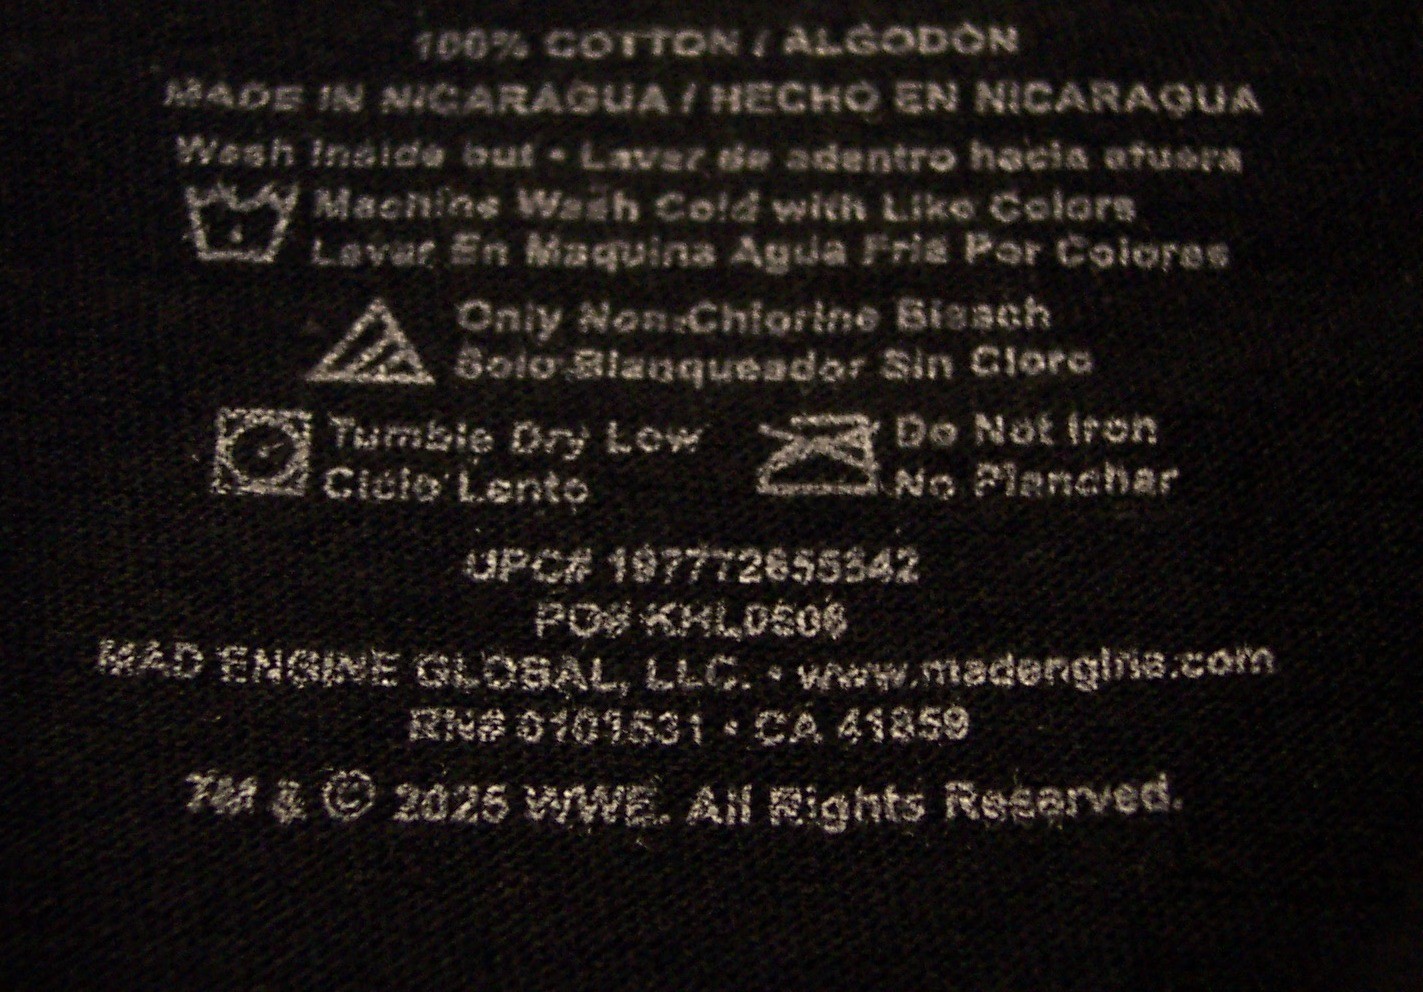 100% COTTON / ALGODÓN
MADE IN NICARAGUA / HECHO EN NICARAGUA
Wash Inside out • Lavar de adentro hacia afuera
Machine Wash Cold with Like Colors
Lavar En Maquina Agua Fria Por Colores
Only Non-Chlorine Bleach
Solo Blanqueador Sin Cloro
Tumble Dry Low
Ciclo Lento
Do Not Iron
No Planchar
UPC#
PO#
MAD ENGINE GLOBAL, LLC. • www.madengine.com
RN# 0101531 • CA 41859
TM & © 2025 WWE. All Rights Reserved.